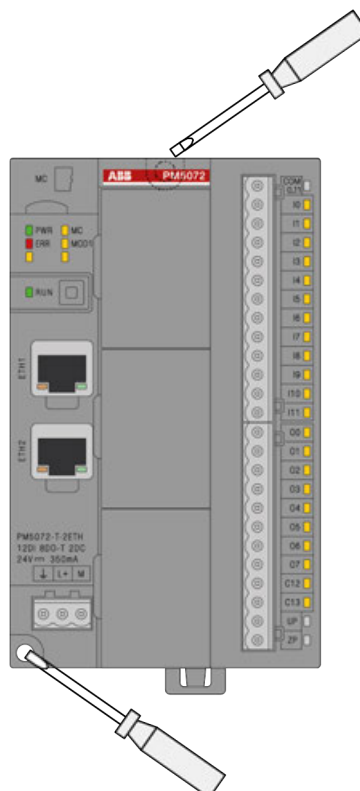 MC
ABB PM5072
PWR MC
ERR MOD1
RUN
ETH1
ETH2
PM5072-T-2ETH
12DI 8DO-T 2DC
24V⎓ 350mA
⏚ L+ M
COM
0,11
I0
I1
I2
I3
I4
I5
I6
I7
I8
I9
I10
I11
O0
O1
O2
O3
O4
O5
O6
O7
C12
C13
UP
ZP